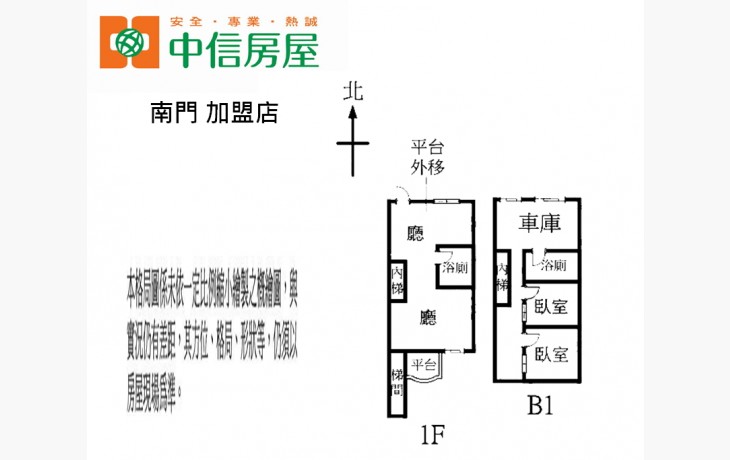 安全・專業・熱誠
中信房屋
南門 加盟店
北
平台
外移
廳
浴廁
內
梯
廳
平台
梯
間
1F
車庫
內
梯
浴廁
臥室
臥室
B1
本格局圖係未依一定比例縮小繪製之簡繪圖，與
實況仍有差距，其方位、格局、形狀等，仍須以
房屋現場為準。